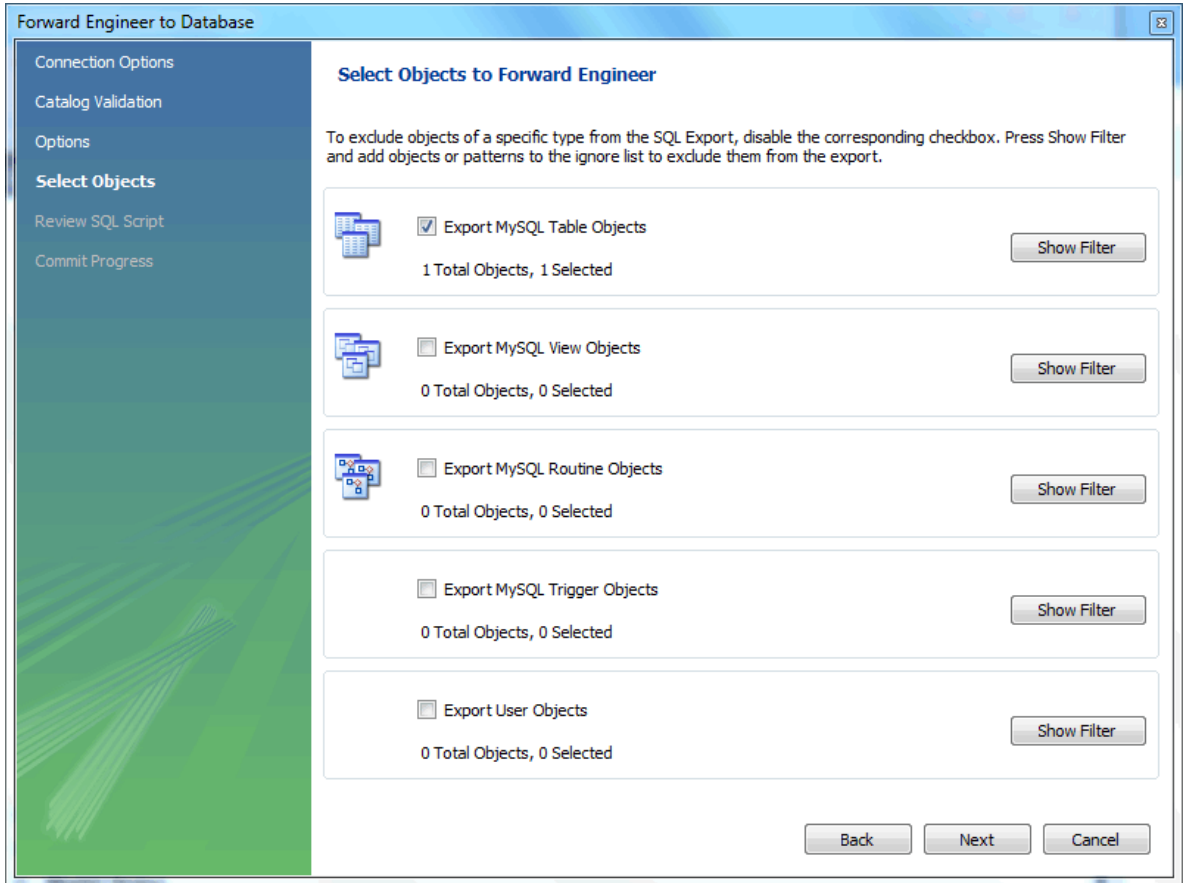 Forward Engineer to Database
Connection Options
Catalog Validation
Options
Select Objects
Review SQL Script
Commit Progress
Select Objects to Forward Engineer
To exclude objects of a specific type from the SQL Export, disable the corresponding checkbox. Press Show Filter
and add objects or patterns to the ignore list to exclude them from the export.
Export MySQL Table Objects
1 Total Objects, 1 Selected
Show Filter
Export MySQL View Objects
0 Total Objects, 0 Selected
Show Filter
Export MySQL Routine Objects
0 Total Objects, 0 Selected
Show Filter
Export MySQL Trigger Objects
0 Total Objects, 0 Selected
Show Filter
Export User Objects
0 Total Objects, 0 Selected
Show Filter
Back Next Cancel